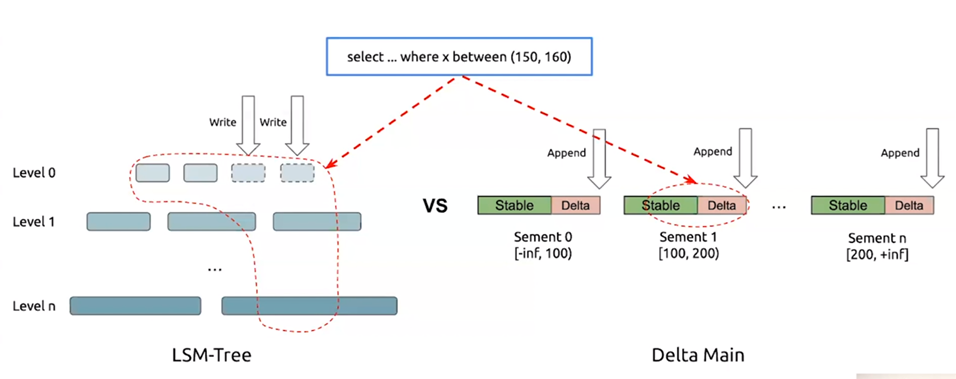 select ... where x between (150, 160)
Write Write
Append Append Append
Level 0
Level 1
...
Level n
LSM-Tree
VS
Stable Delta Stable Delta ... Stable Delta
Sement 0 Sement 1 Sement n
[-inf, 100) [100, 200) [200, +inf]
Delta Main